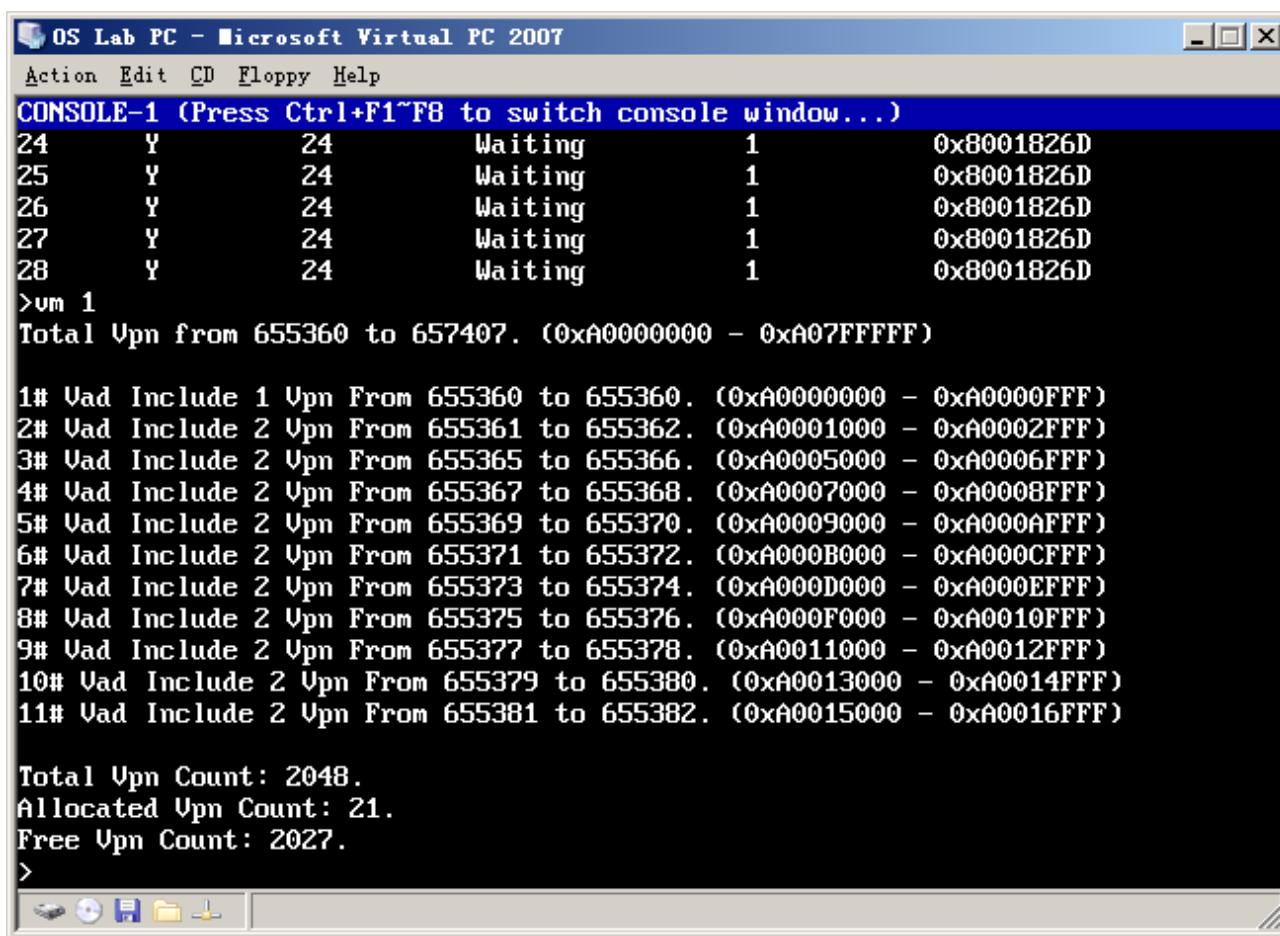 OS Lab PC - Microsoft Virtual PC 2007
Action Edit CD Floppy Help
CONSOLE-1 (Press Ctrl+F1~F8 to switch console window...)
24 Y 24 Waiting 1 0x8001826D
25 Y 24 Waiting 1 0x8001826D
26 Y 24 Waiting 1 0x8001826D
27 Y 24 Waiting 1 0x8001826D
28 Y 24 Waiting 1 0x8001826D
>vm 1
Total Vpn from 655360 to 657407. (0xA0000000 - 0xA07FFFFF)
1# Vad Include 1 Vpn From 655360 to 655360. (0xA0000000 - 0xA0000FFF)
2# Vad Include 2 Vpn From 655361 to 655362. (0xA0001000 - 0xA0002FFF)
3# Vad Include 2 Vpn From 655365 to 655366. (0xA0005000 - 0xA0006FFF)
4# Vad Include 2 Vpn From 655367 to 655368. (0xA0007000 - 0xA0008FFF)
5# Vad Include 2 Vpn From 655369 to 655370. (0xA0009000 - 0xA000AFFF)
6# Vad Include 2 Vpn From 655371 to 655372. (0xA000B000 - 0xA000CFFF)
7# Vad Include 2 Vpn From 655373 to 655374. (0xA000D000 - 0xA000EFFF)
8# Vad Include 2 Vpn From 655375 to 655376. (0xA000F000 - 0xA0010FFF)
9# Vad Include 2 Vpn From 655377 to 655378. (0xA0011000 - 0xA0012FFF)
10# Vad Include 2 Vpn From 655379 to 655380. (0xA0013000 - 0xA0014FFF)
11# Vad Include 2 Vpn From 655381 to 655382. (0xA0015000 - 0xA0016FFF)
Total Vpn Count: 2048.
Allocated Vpn Count: 21.
Free Vpn Count: 2027.
>